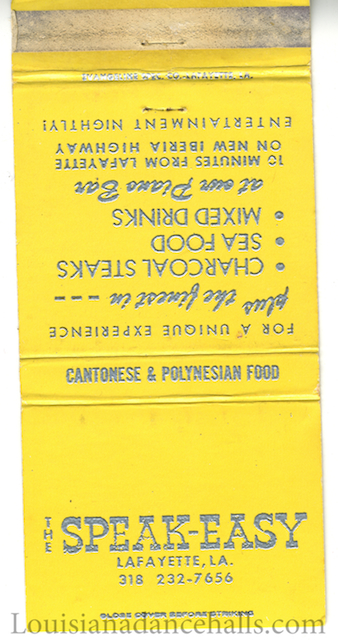 THE SPEAK-EASY
LAFAYETTE, LA.
318 232-7656
CLOSE COVER BEFORE STRIKING
CANTONESE & POLYNESIAN FOOD
FOR A UNIQUE EXPERIENCE
plus the finest in ----
• CHARCOAL STEAKS
• SEA FOOD
• MIXED DRINKS
at our Piano Bar
10 MINUTES FROM LAFAYETTE
ON NEW IBERIA HIGHWAY
ENTERTAINMENT NIGHTLY!
Louisianadancehalls.com